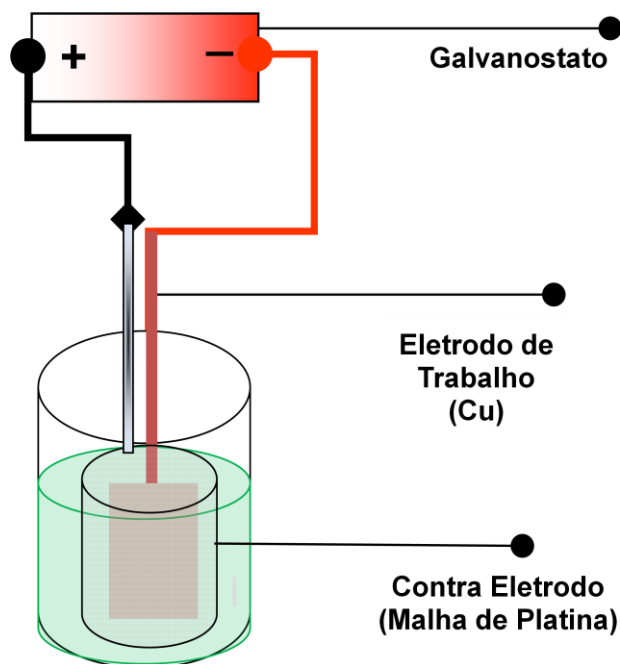 + −
Galvanostato
Eletrodo de
Trabalho
(Cu)
Contra Eletrodo
(Malha de Platina)